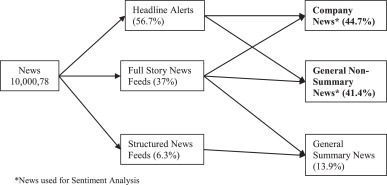 Headline Alerts
(56.7%)
Company
News* (44.7%)
News
10,000,78
Full Story News
Feeds (37%)
General Non-
Summary
News* (41.4%)
Structured News
Feeds (6.3%)
General
Summary News
(13.9%)
*News used for Sentiment Analysis